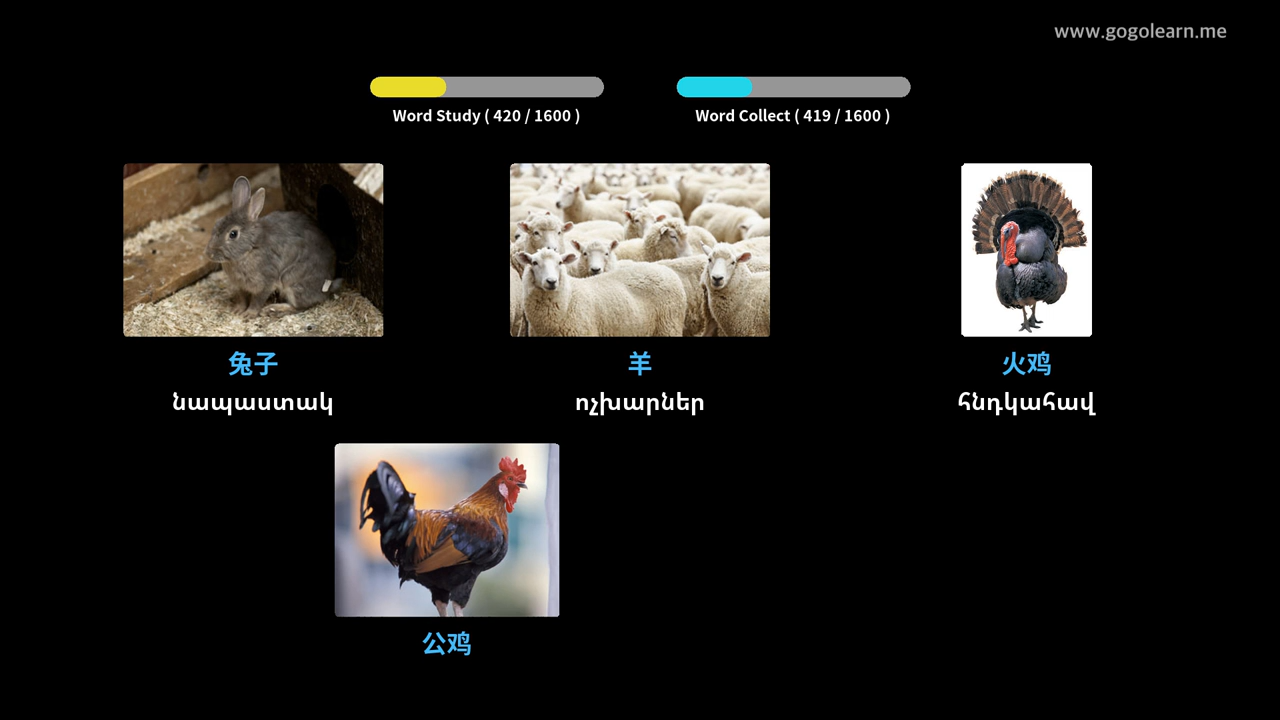 www.gogolearn.me
Word Study ( 420 / 1600 )
Word Collect ( 419 / 1600 )
兔子
羊
火鸡
նապաստակ
ոչխարներ
հնդկահավ
公鸡